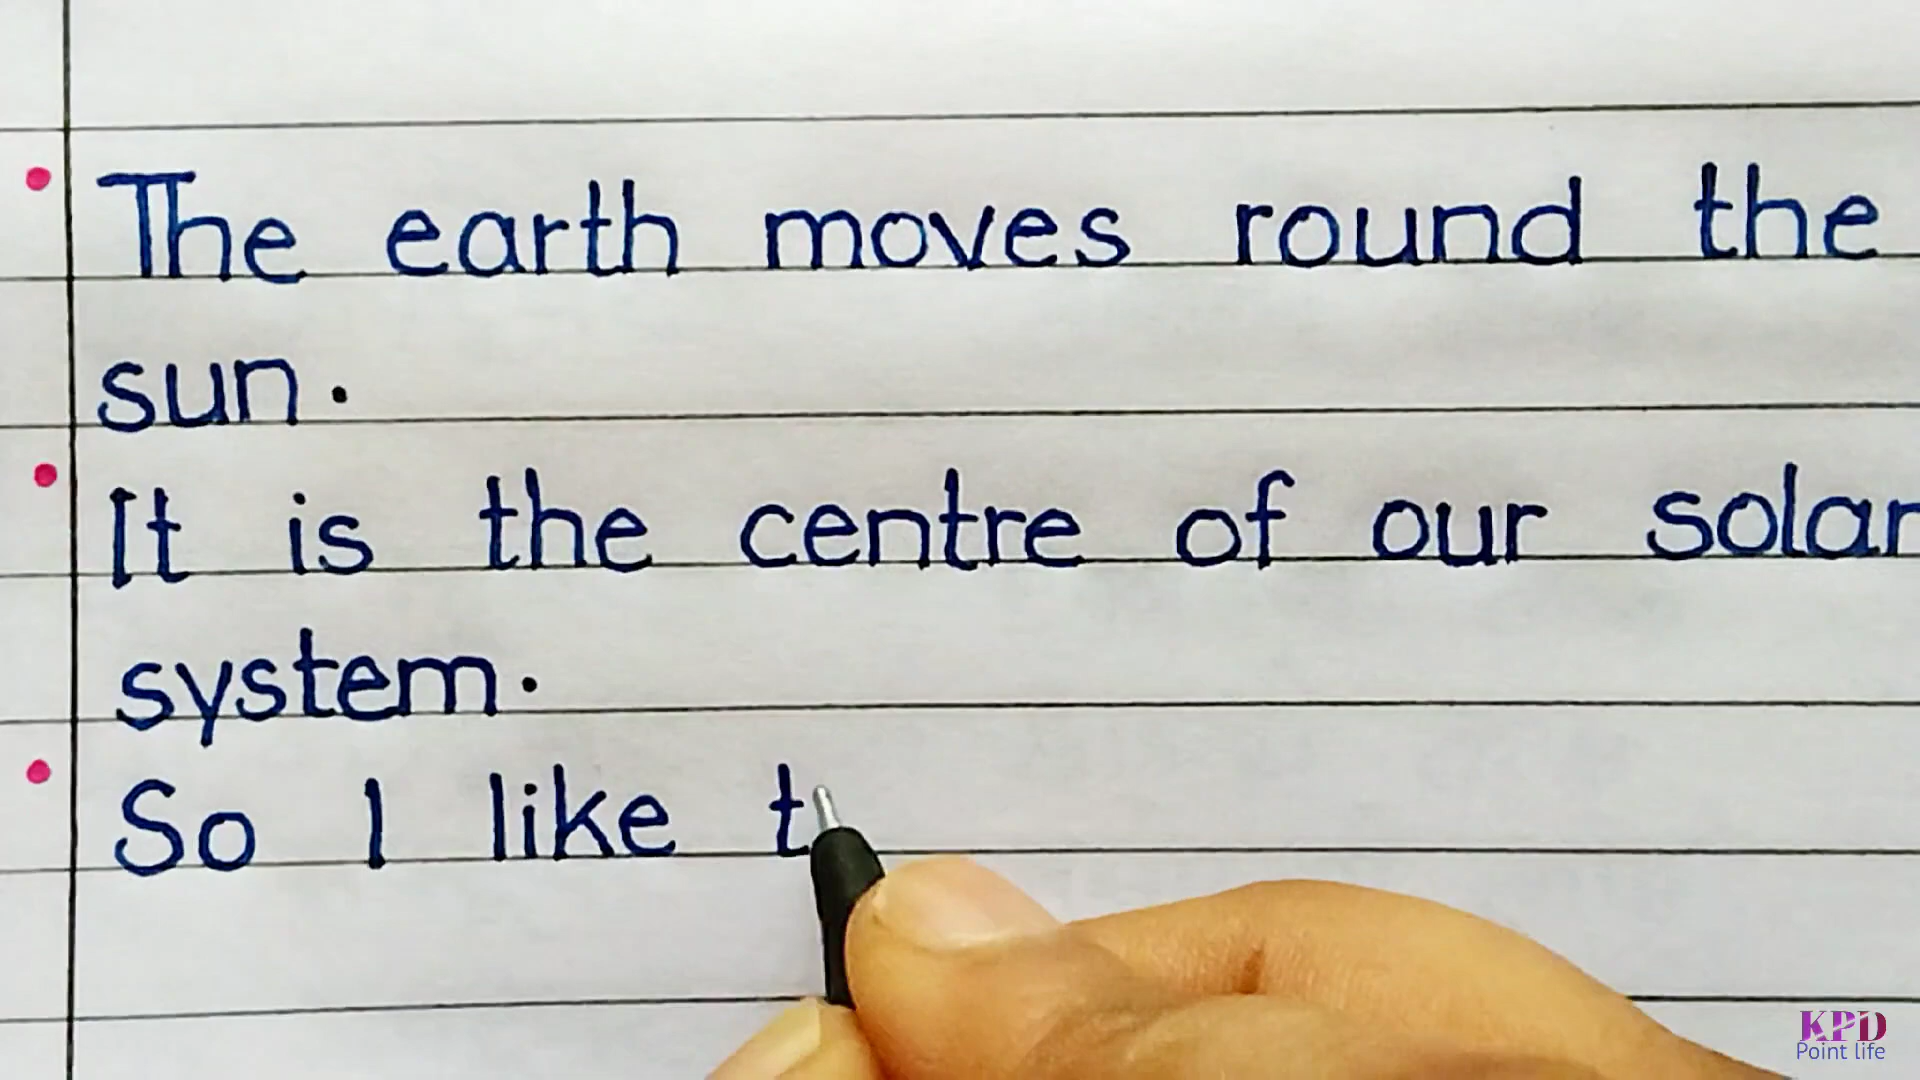 The earth moves round the
sun.
It is the centre of our solar
system.
So I like t
KPD
Point life